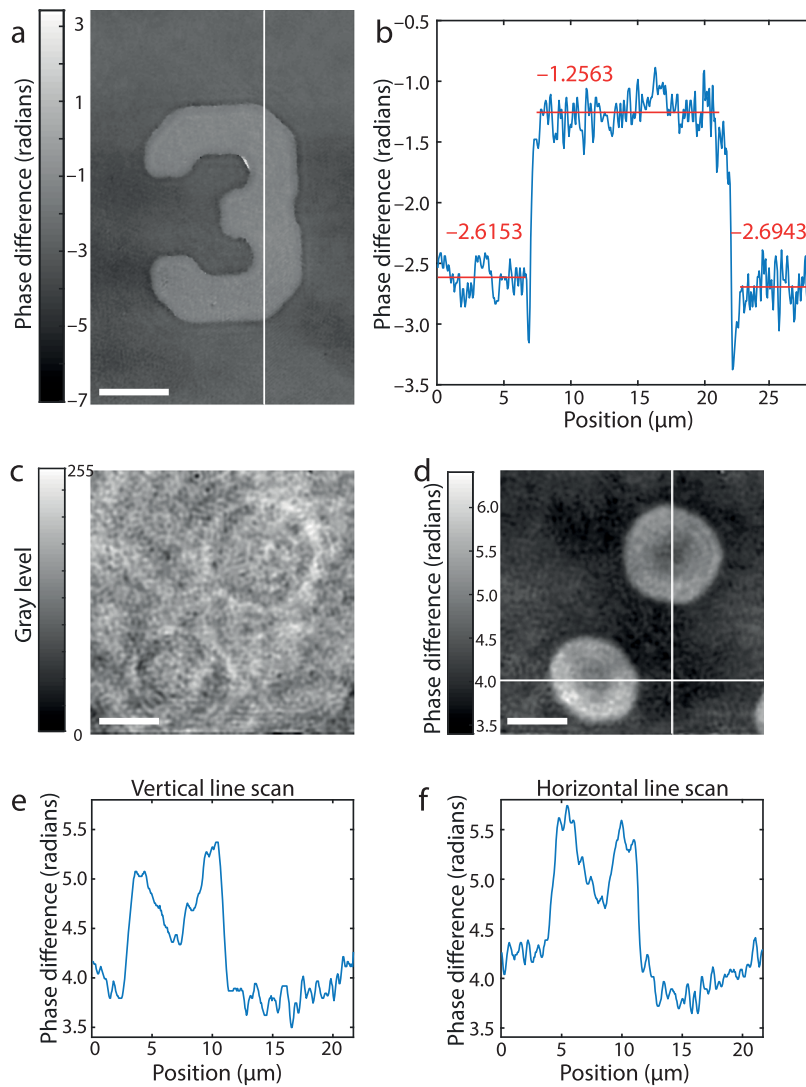 a
Phase difference (radians)
3
1
−1
−3
−5
−7
3
b
Phase difference (radians)
−0.5
−1.0
−1.5
−2.0
−2.5
−3.0
−3.5
−1.2563
−2.6153
−2.6943
0 5 10 15 20 25
Position (μm)
c
Gray level
255
0
d
Phase difference (radians)
6.0
5.5
5.0
4.5
4.0
3.5
e
Vertical line scan
Phase difference (radians)
5.5
5.0
4.5
4.0
3.5
0 5 10 15 20
Position (μm)
f
Horizontal line scan
Phase difference (radians)
5.5
5.0
4.5
4.0
3.5
0 5 10 15 20
Position (μm)